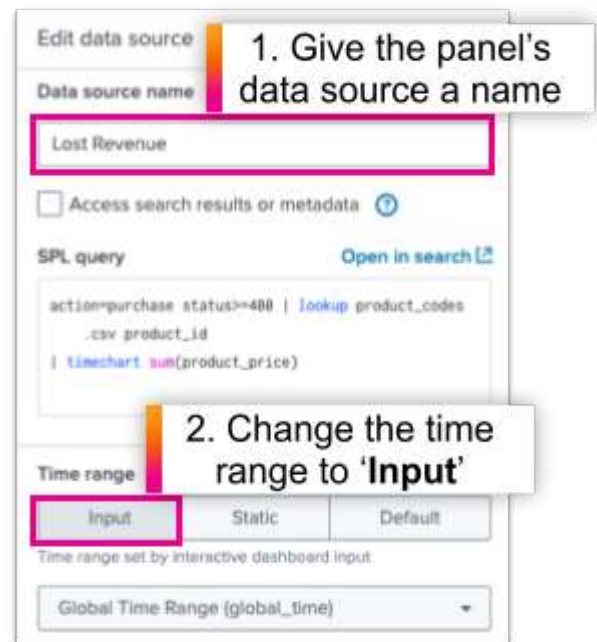 Edit data source
1. Give the panel's
data source a name
Data source name
Lost Revenue
Access search results or metadata
SPL query
Open in search
action=purchase status>=400 | lookup product_codes
.csv product_id
| timechart sum(product_price)
2. Change the time
range to ‘Input’
Time range
Input Static Default
Time range set by interactive dashboard input
Global Time Range (global_time)